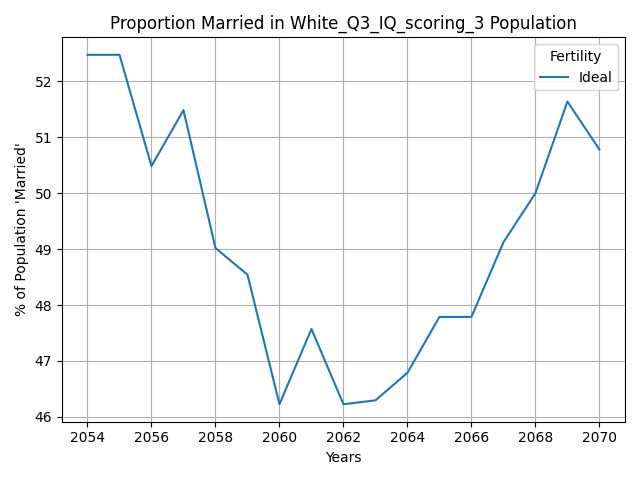 Proportion Married in White_Q3_IQ_scoring_3 Population
Fertility
Ideal
% of Population 'Married'
52
51
50
49
48
47
46
2054 2056 2058 2060 2062 2064 2066 2068 2070
Years